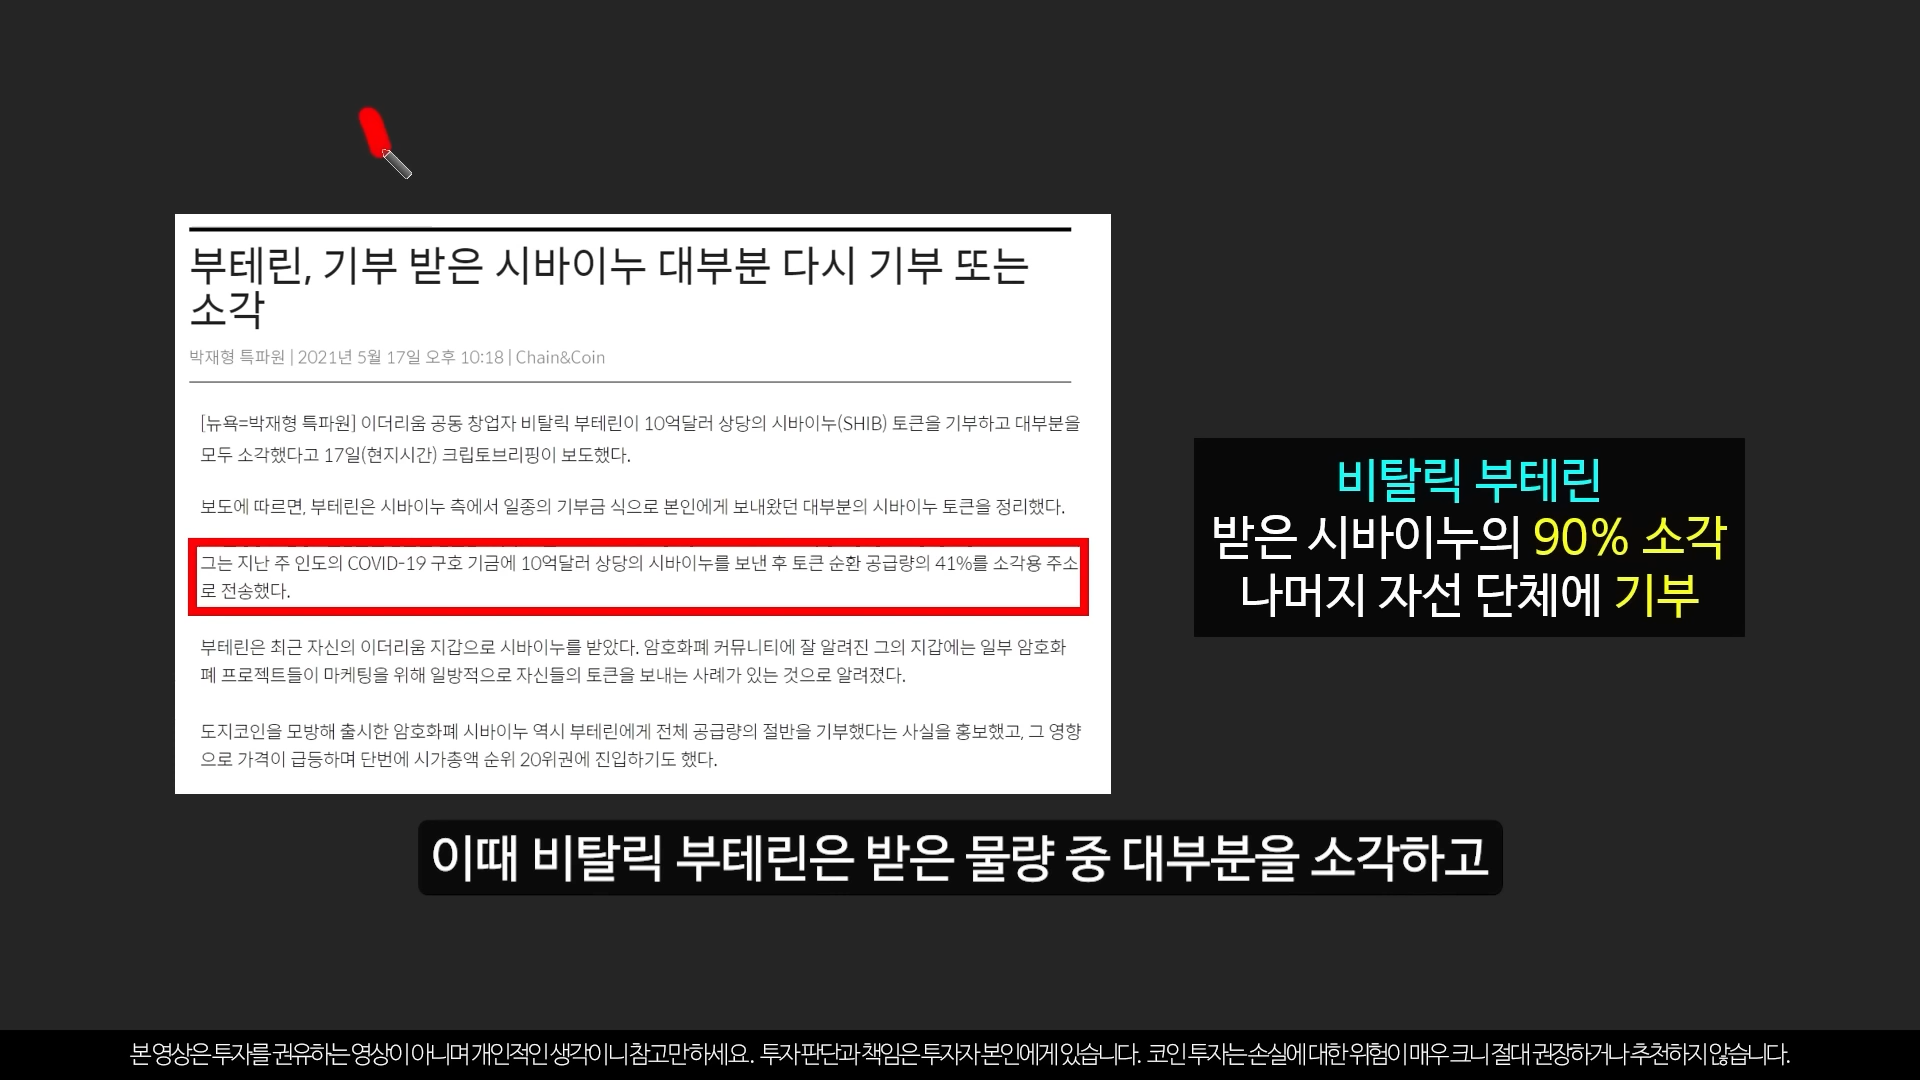 부테린, 기부 받은 시바이누 대부분 다시 기부 또는
소각
박재형 특파원 | 2021년 5월 17일 오후 10:18 | Chain&Coin
[뉴욕=박재형 특파원] 이더리움 공동 창업자 비탈릭 부테린이 10억달러 상당의 시바이누(SHIB) 토큰을 기부하고 대부분을
모두 소각했다고 17일(현지시간) 크립토브리핑이 보도했다.
보도에 따르면, 부테린은 시바이누 측에서 일종의 기부금 식으로 본인에게 보내왔던 대부분의 시바이누 토큰을 정리했다.
그는 지난 주 인도의 COVID-19 구호 기금에 10억달러 상당의 시바이누를 보낸 후 토큰 순환 공급량의 41%를 소각용 주소
로 전송했다.
부테린은 최근 자신의 이더리움 지갑으로 시바이누를 받았다. 암호화폐 커뮤니티에 잘 알려진 그의 지갑에는 일부 암호화
폐 프로젝트들이 마케팅을 위해 일방적으로 자신들의 토큰을 보내는 사례가 있는 것으로 알려졌다.
도지코인을 모방해 출시한 암호화폐 시바이누 역시 부테린에게 전체 공급량의 절반을 기부했다는 사실을 홍보했고, 그 영향
으로 가격이 급등하며 단번에 시가총액 순위 20위권에 진입하기도 했다.
비탈릭 부테린
받은 시바이누의 90% 소각
나머지 자선 단체에 기부
이때 비탈릭 부테린은 받은 물량 중 대부분을 소각하고
본 영상은 투자를 권유하는 영상이 아니며 개인적인 생각이니 참고만 하세요. 투자 판단과 책임은 투자자 본인에게 있습니다. 코인 투자는 손실에 대한 위험이 매우 크니 절대 권장하거나 추천하지 않습니다.